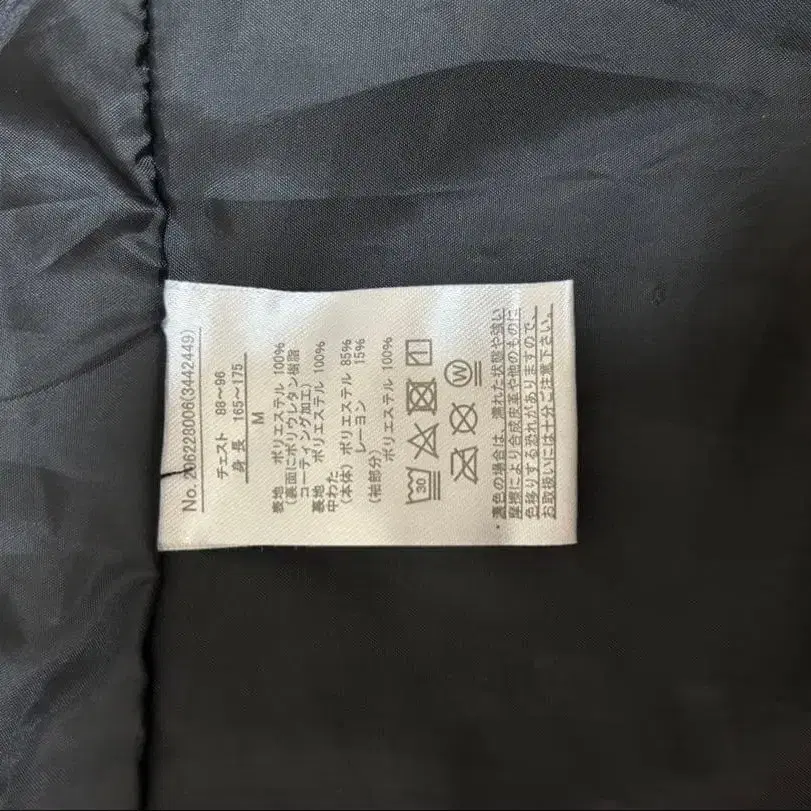 No. 206228006(3442449)
チェスト 88～96
身長 165～175
M
表地 ポリエステル 100%
(裏面にポリウレタン樹脂
コーティング加工)
裏地 ポリエステル 100%
中わた
(本体) ポリエステル 85%
レーヨン 15%
(袖部分)
ポリエステル 100%
30
W
・濃色の場合は、濡れた状態や強い
摩擦により合成皮革や他のものに
色移りする恐れがありますので、
お取扱いには十分ご注意下さい。